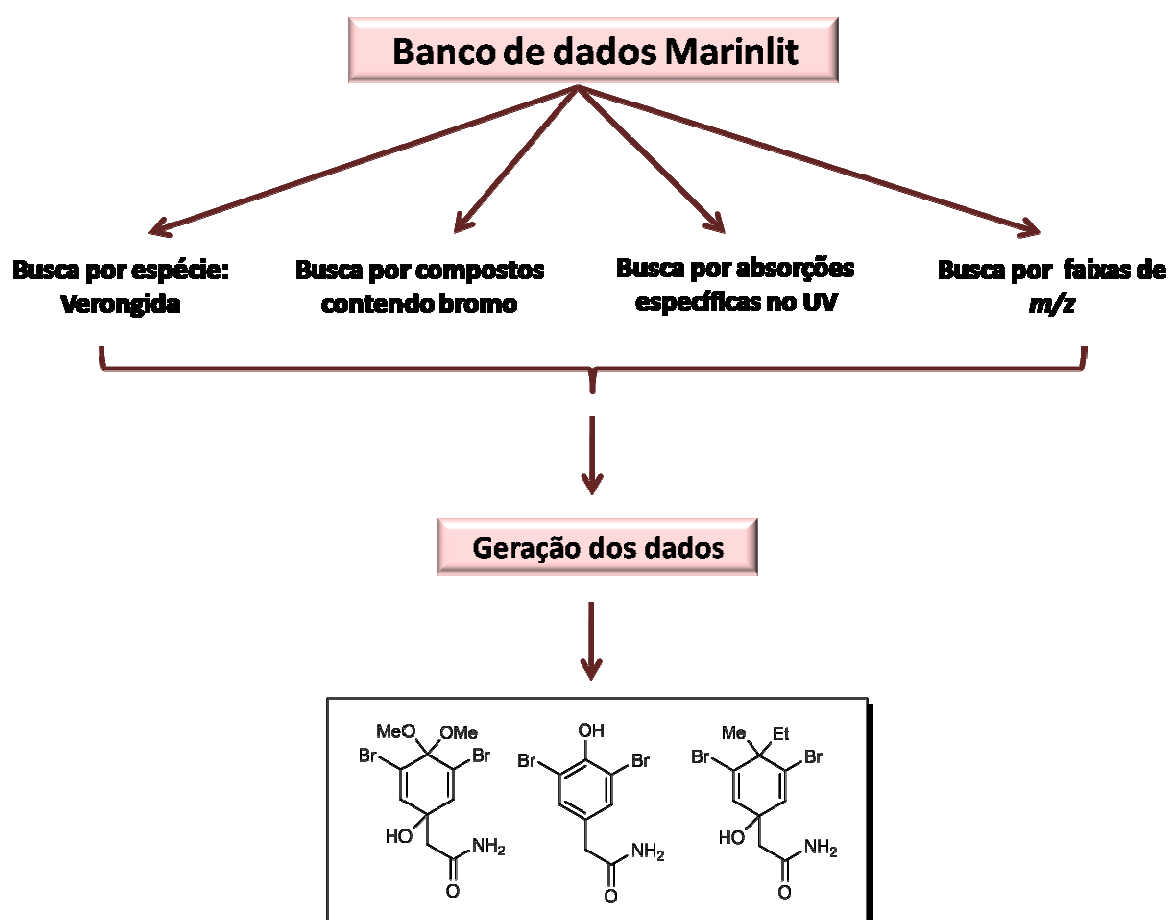 Banco de dados Marinlit
Busca por espécie:
Verongida
Busca por compostos
contendo bromo
Busca por absorções
específicas no UV
Busca por faixas de
m/z
Geração dos dados
MeO OMe
Br Br
HO
NH2
O
OH
Br Br
NH2
O
Me Et
Br Br
HO
NH2
O